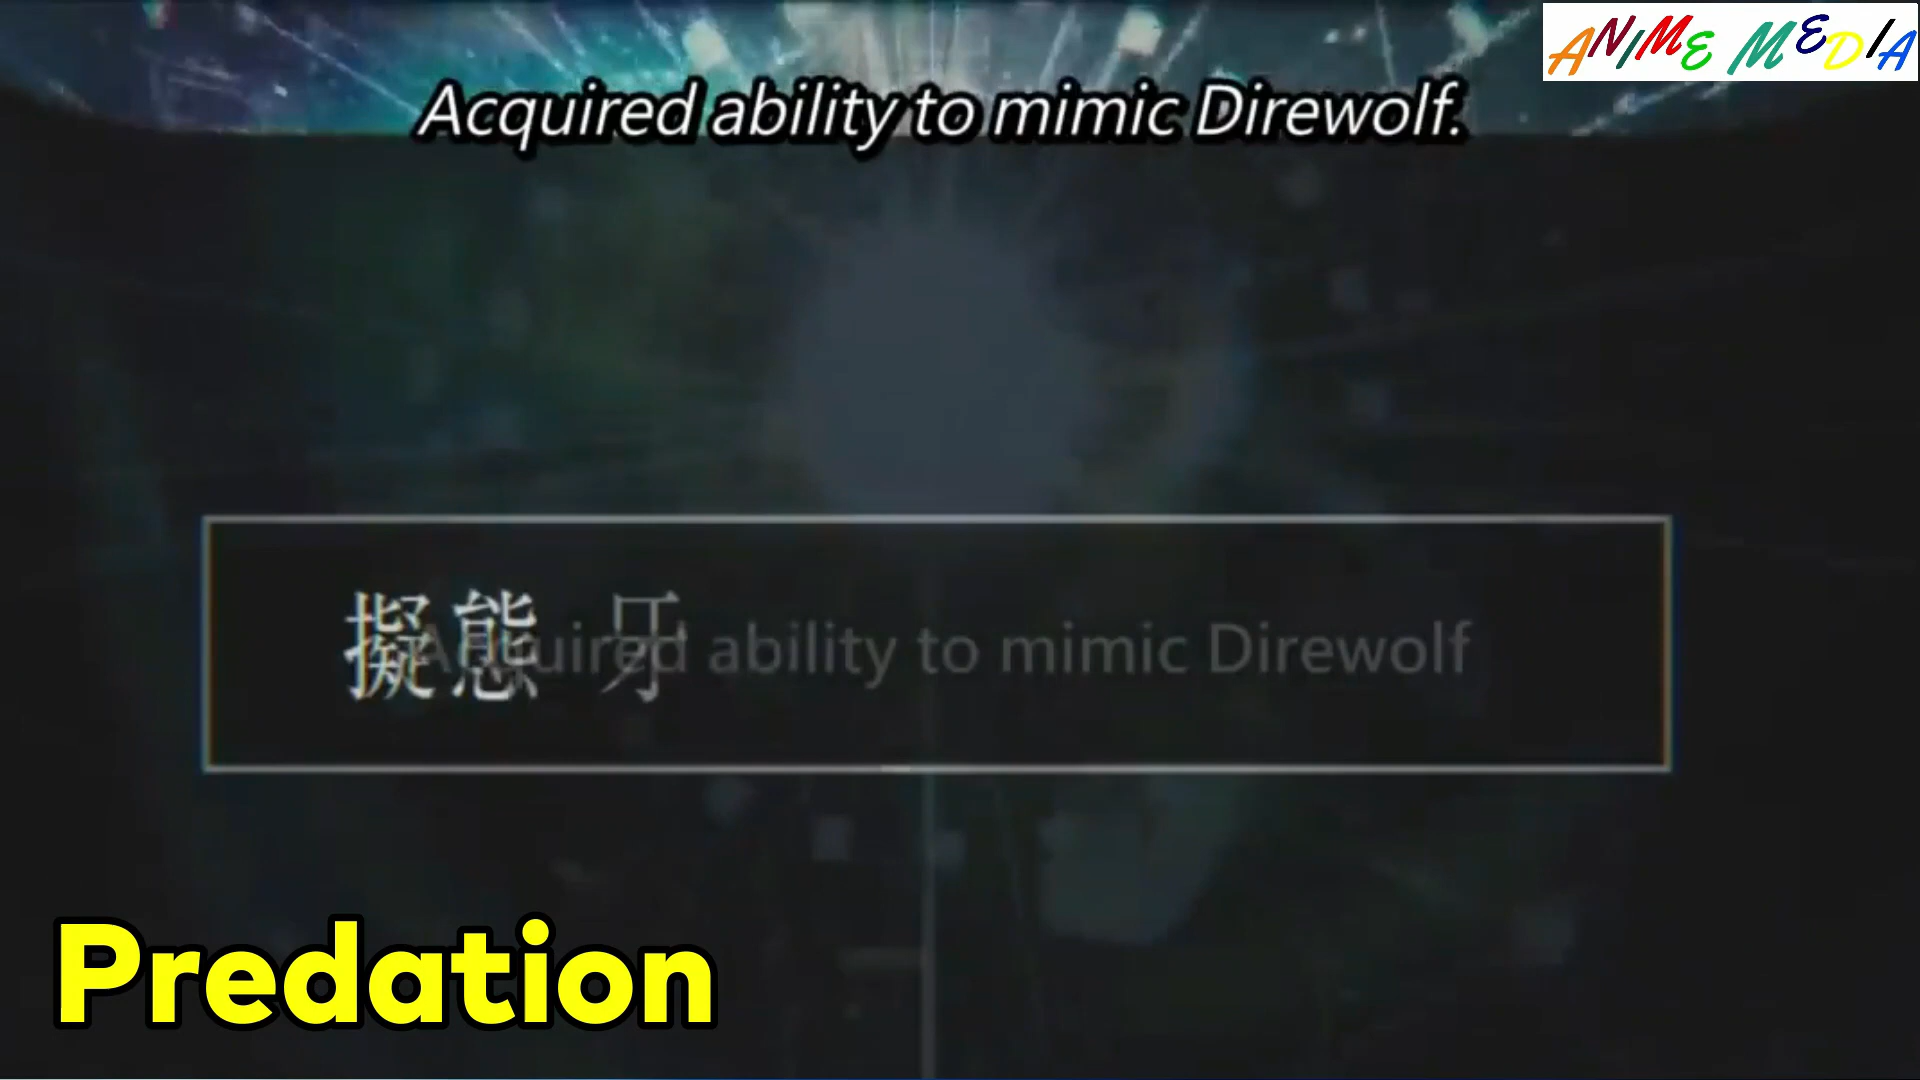 ANIME MEDIA
Acquired ability to mimic Direwolf.
擬態 牙
Acquired ability to mimic Direwolf
Predation